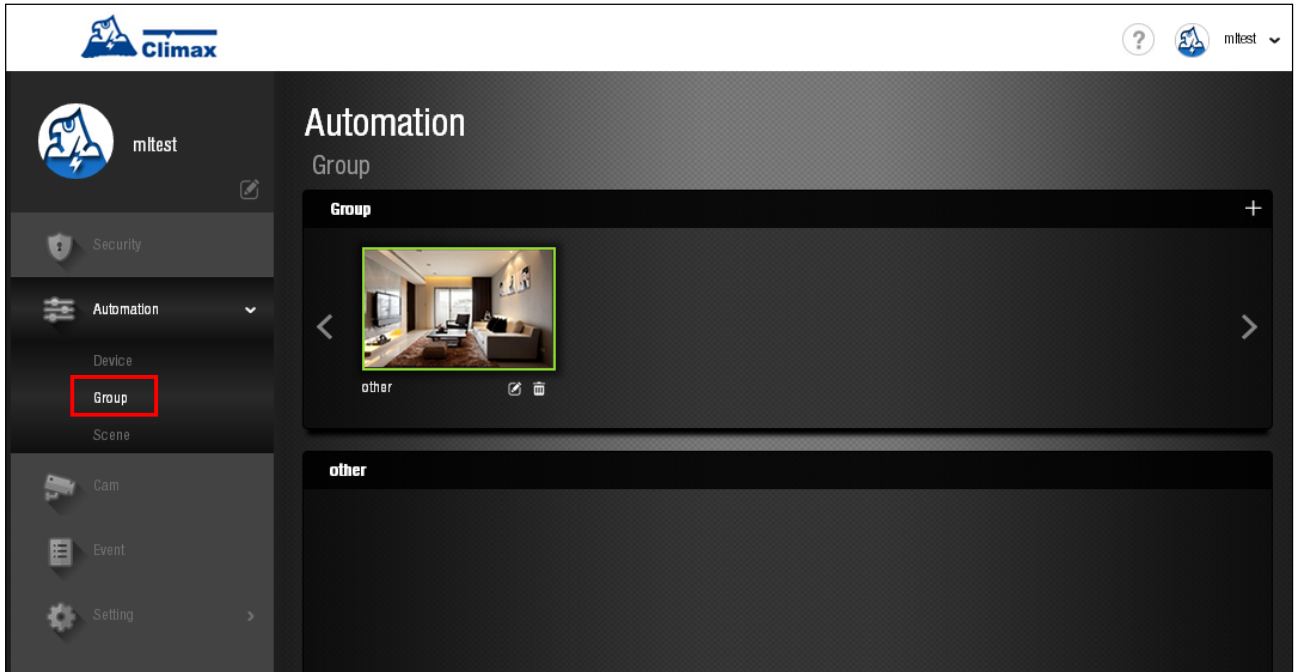 Climax
? mltest
mltest
Automation
Group
Group +
Security
Automation
other
Device
Group
Scene
other
Cam
Event
Setting